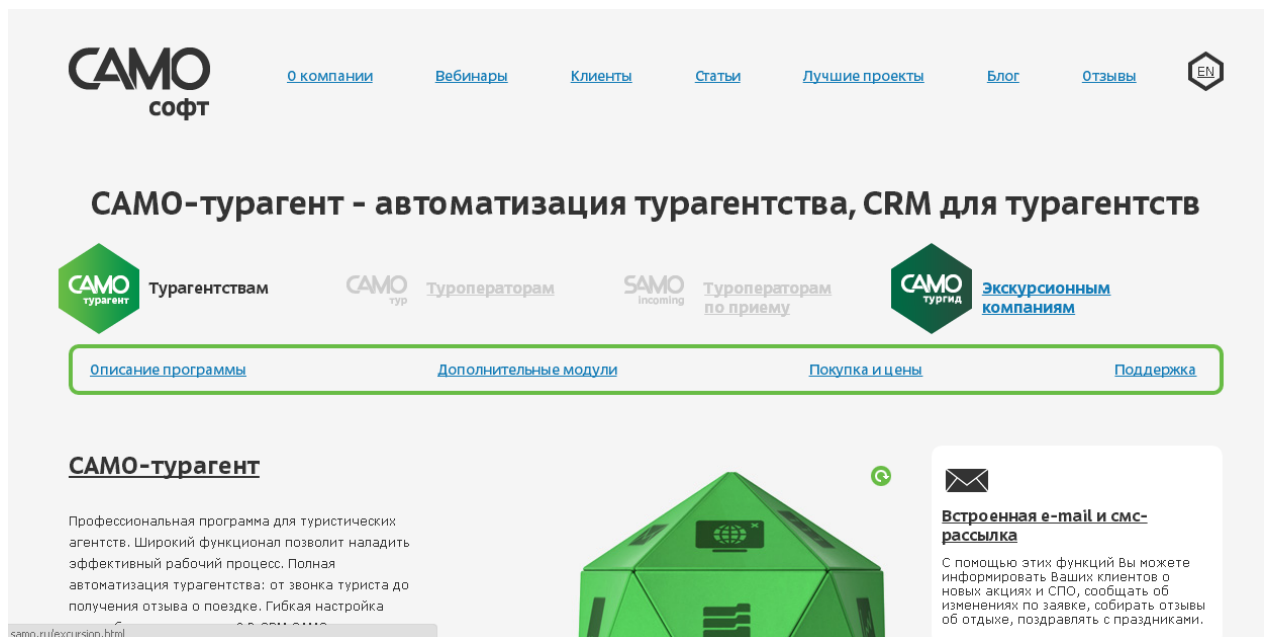 САМО
софт
О компании
Вебинары
Клиенты
Статьи
Лучшие проекты
Блог
Отзывы
EN
САМО-турагент - автоматизация турагентства, CRM для турагентств
САМО
турагент
Турагентствам
САМО
тур
Туроператорам
SAMO
incoming
Туроператорам
по приему
САМО
тургид
Экскурсионным
компаниям
Описание программы
Дополнительные модули
Покупка и цены
Поддержка
САМО-турагент
Профессиональная программа для туристических
агентств. Широкий функционал позволит наладить
эффективный рабочий процесс. Полная
автоматизация турагентства: от звонка туриста до
получения отзыва о поездке. Гибкая настройка
Встроенная e-mail и смс-
рассылка
С помощью этих функций Вы можете
информировать Ваших клиентов о
новых акциях и СПО, сообщать об
изменениях по заявке, собирать отзывы
об отдыхе, поздравлять с праздниками.
samo.ru/excursion.html